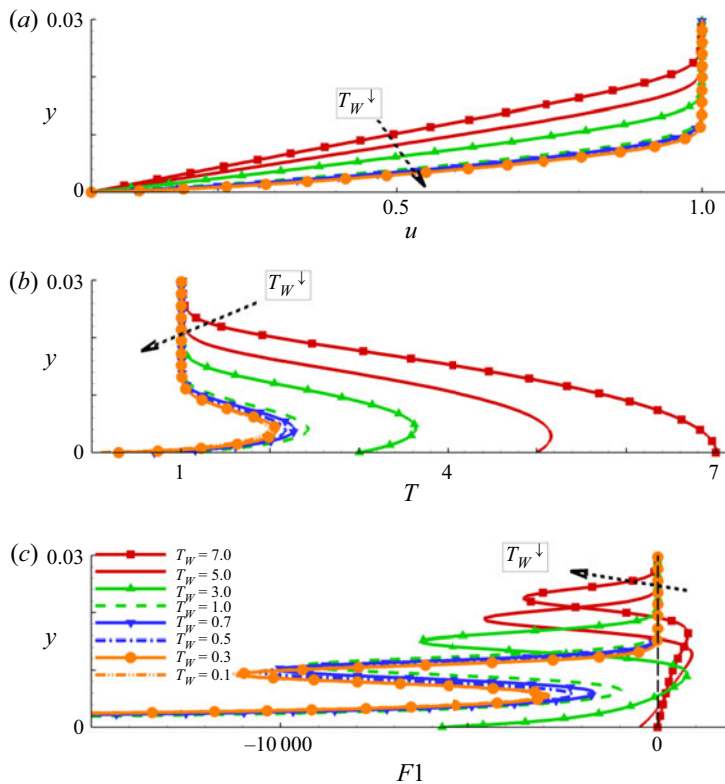 (a) 0.03
T_W↓
y
0
0.5 1.0
u
(b) 0.03
T_W↓
y
0
1 4 7
T
(c) 0.03
T_W↓
T_W = 7.0
T_W = 5.0
T_W = 3.0
T_W = 1.0
T_W = 0.7
T_W = 0.5
T_W = 0.3
T_W = 0.1
y
0
−10 000 0
F1